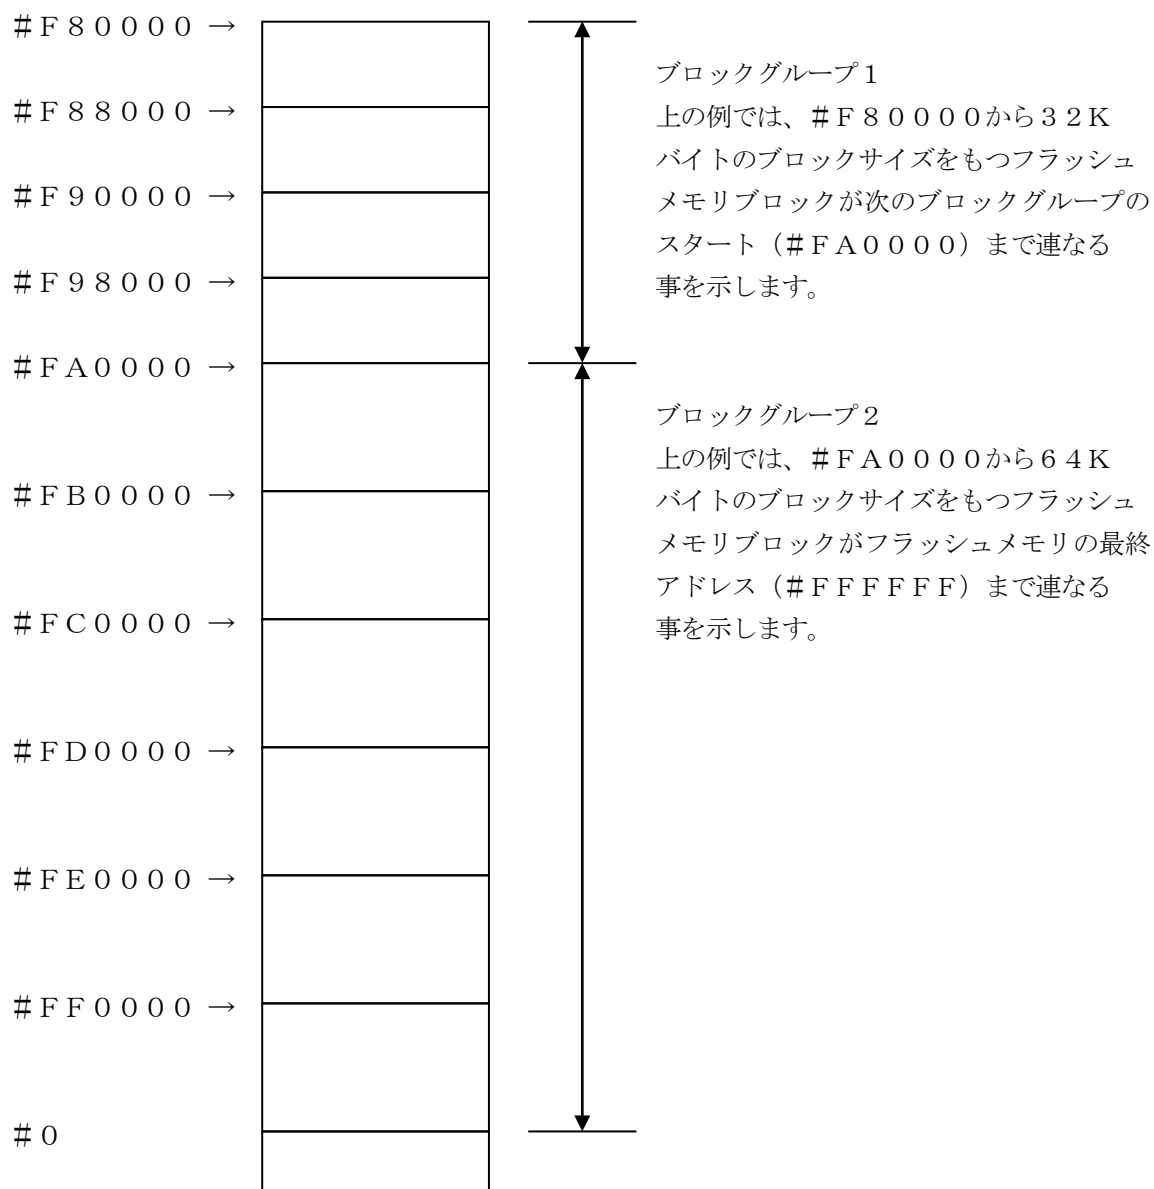 ＃Ｆ８００００ →
ブロックグループ１
＃Ｆ８８０００ →
上の例では、＃Ｆ８００００から３２Ｋ
バイトのブロックサイズをもつフラッシュ
＃Ｆ９００００ →
メモリブロックが次のブロックグループの
スタート（＃ＦＡ００００）まで連なる
＃Ｆ９８０００ →
事を示します。
＃ＦＡ００００ →
ブロックグループ２
上の例では、＃ＦＡ００００から６４Ｋ
＃ＦＢ００００ →
バイトのブロックサイズをもつフラッシュ
メモリブロックがフラッシュメモリの最終
アドレス（＃ＦＦＦＦＦＦ）まで連なる
＃ＦＣ００００ →
事を示します。
＃ＦＤ００００ →
＃ＦＥ００００ →
＃ＦＦ００００ →
＃０